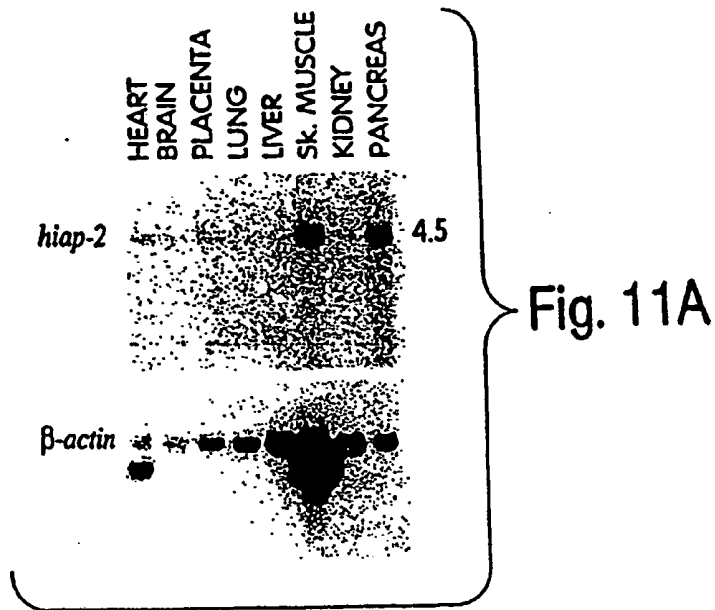 HEART
BRAIN
PLACENTA
LUNG
LIVER
Sk. MUSCLE
KIDNEY
PANCREAS
hiap-2
4.5
β-actin
Fig. 11A